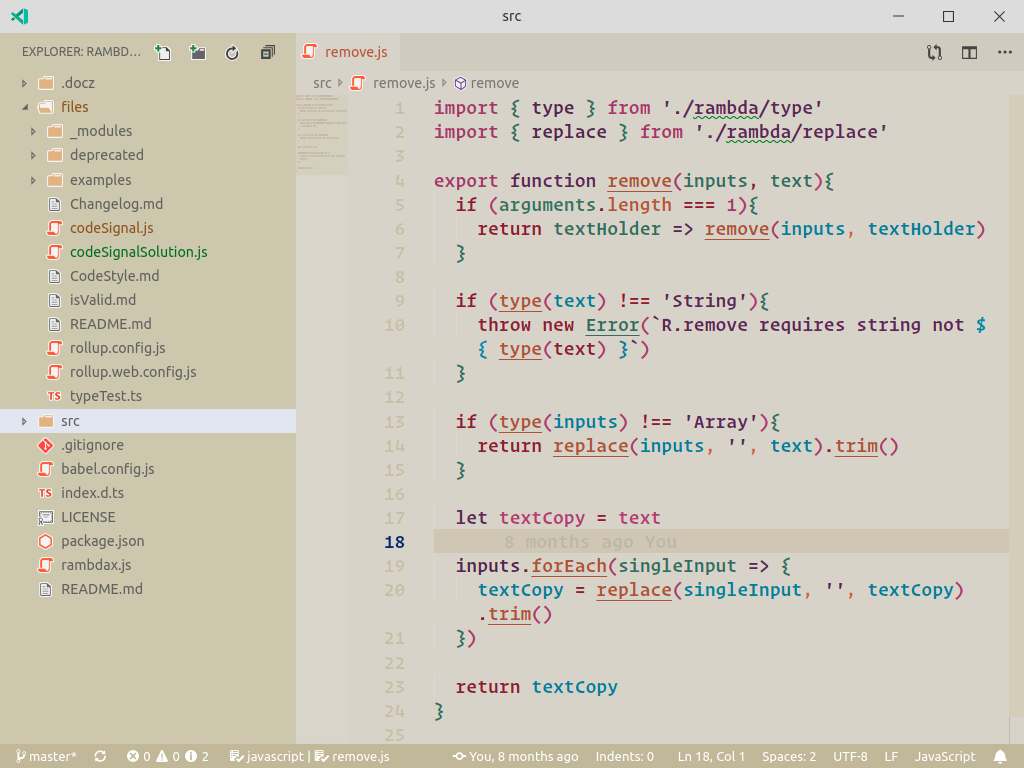 src
EXPLORER: RAMBD...
.docz
files
_modules
deprecated
examples
Changelog.md
codeSignal.js
codeSignalSolution.js
CodeStyle.md
isValid.md
README.md
rollup.config.js
rollup.web.config.js
TS typeTest.ts
src
.gitignore
babel.config.js
TS index.d.ts
LICENSE
package.json
rambdax.js
README.md
remove.js
src remove.js remove
1 import { type } from './rambda/type'
2 import { replace } from './rambda/replace'
3
4 export function remove(inputs, text){
5 if (arguments.length === 1){
6 return textHolder => remove(inputs, textHolder)
7 }
8
9 if (type(text) !== 'String'){
10 throw new Error(`R.remove requires string not $
{ type(text) }`)
11 }
12
13 if (type(inputs) !== 'Array'){
14 return replace(inputs, '', text).trim()
15 }
16
17 let textCopy = text
18 8 months ago You
19 inputs.forEach(singleInput => {
20 textCopy = replace(singleInput, '', textCopy)
.trim()
21 })
22
23 return textCopy
24 }
25
master* 0 0 2 javascript | remove.js You, 8 months ago Indents: 0 Ln 18, Col 1 Spaces: 2 UTF-8 LF JavaScript